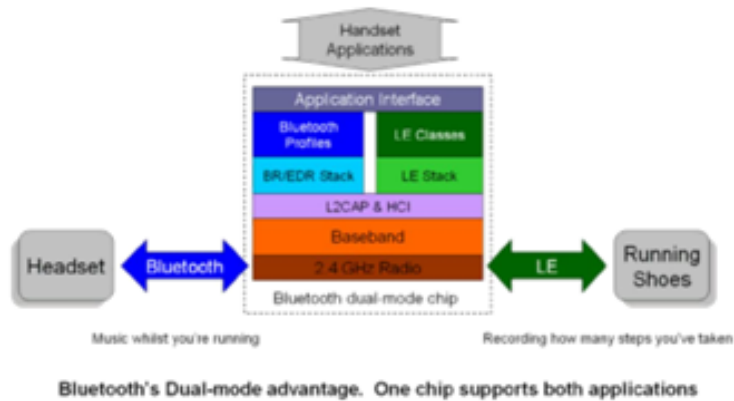 Handset
Applications
Application Interface
Bluetooth
Profiles
LE Classes
BR/EDR Stack
LE Stack
L2CAP & HCI
Baseband
2.4 GHz Radio
Bluetooth dual-mode chip
Headset
Bluetooth
LE
Running
Shoes
Music whilst you're running
Recording how many steps you've taken
Bluetooth's Dual-mode advantage. One chip supports both applications